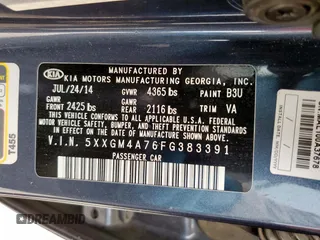 MANUFACTURED BY
KIA KIA MOTORS MANUFACTURING GEORGIA, INC.
JUL/24/14 GVWR 4365 lbs PAINT B3U
GAWR GAWR
FRONT 2425 lbs REAR 2116 lbs TRIM VA
THIS VEHICLE CONFORMS TO ALL APPLICABLE
FEDERAL MOTOR VEHICLE SAFETY, BUMPER, AND THEFT
PREVENTION STANDARDS IN EFFECT ON THE DATE OF
MANUFACTURE SHOWN ABOVE.
V.I.N. 5XXGM4A76FG383391
PASSENGER CAR
T455
DREAMBID